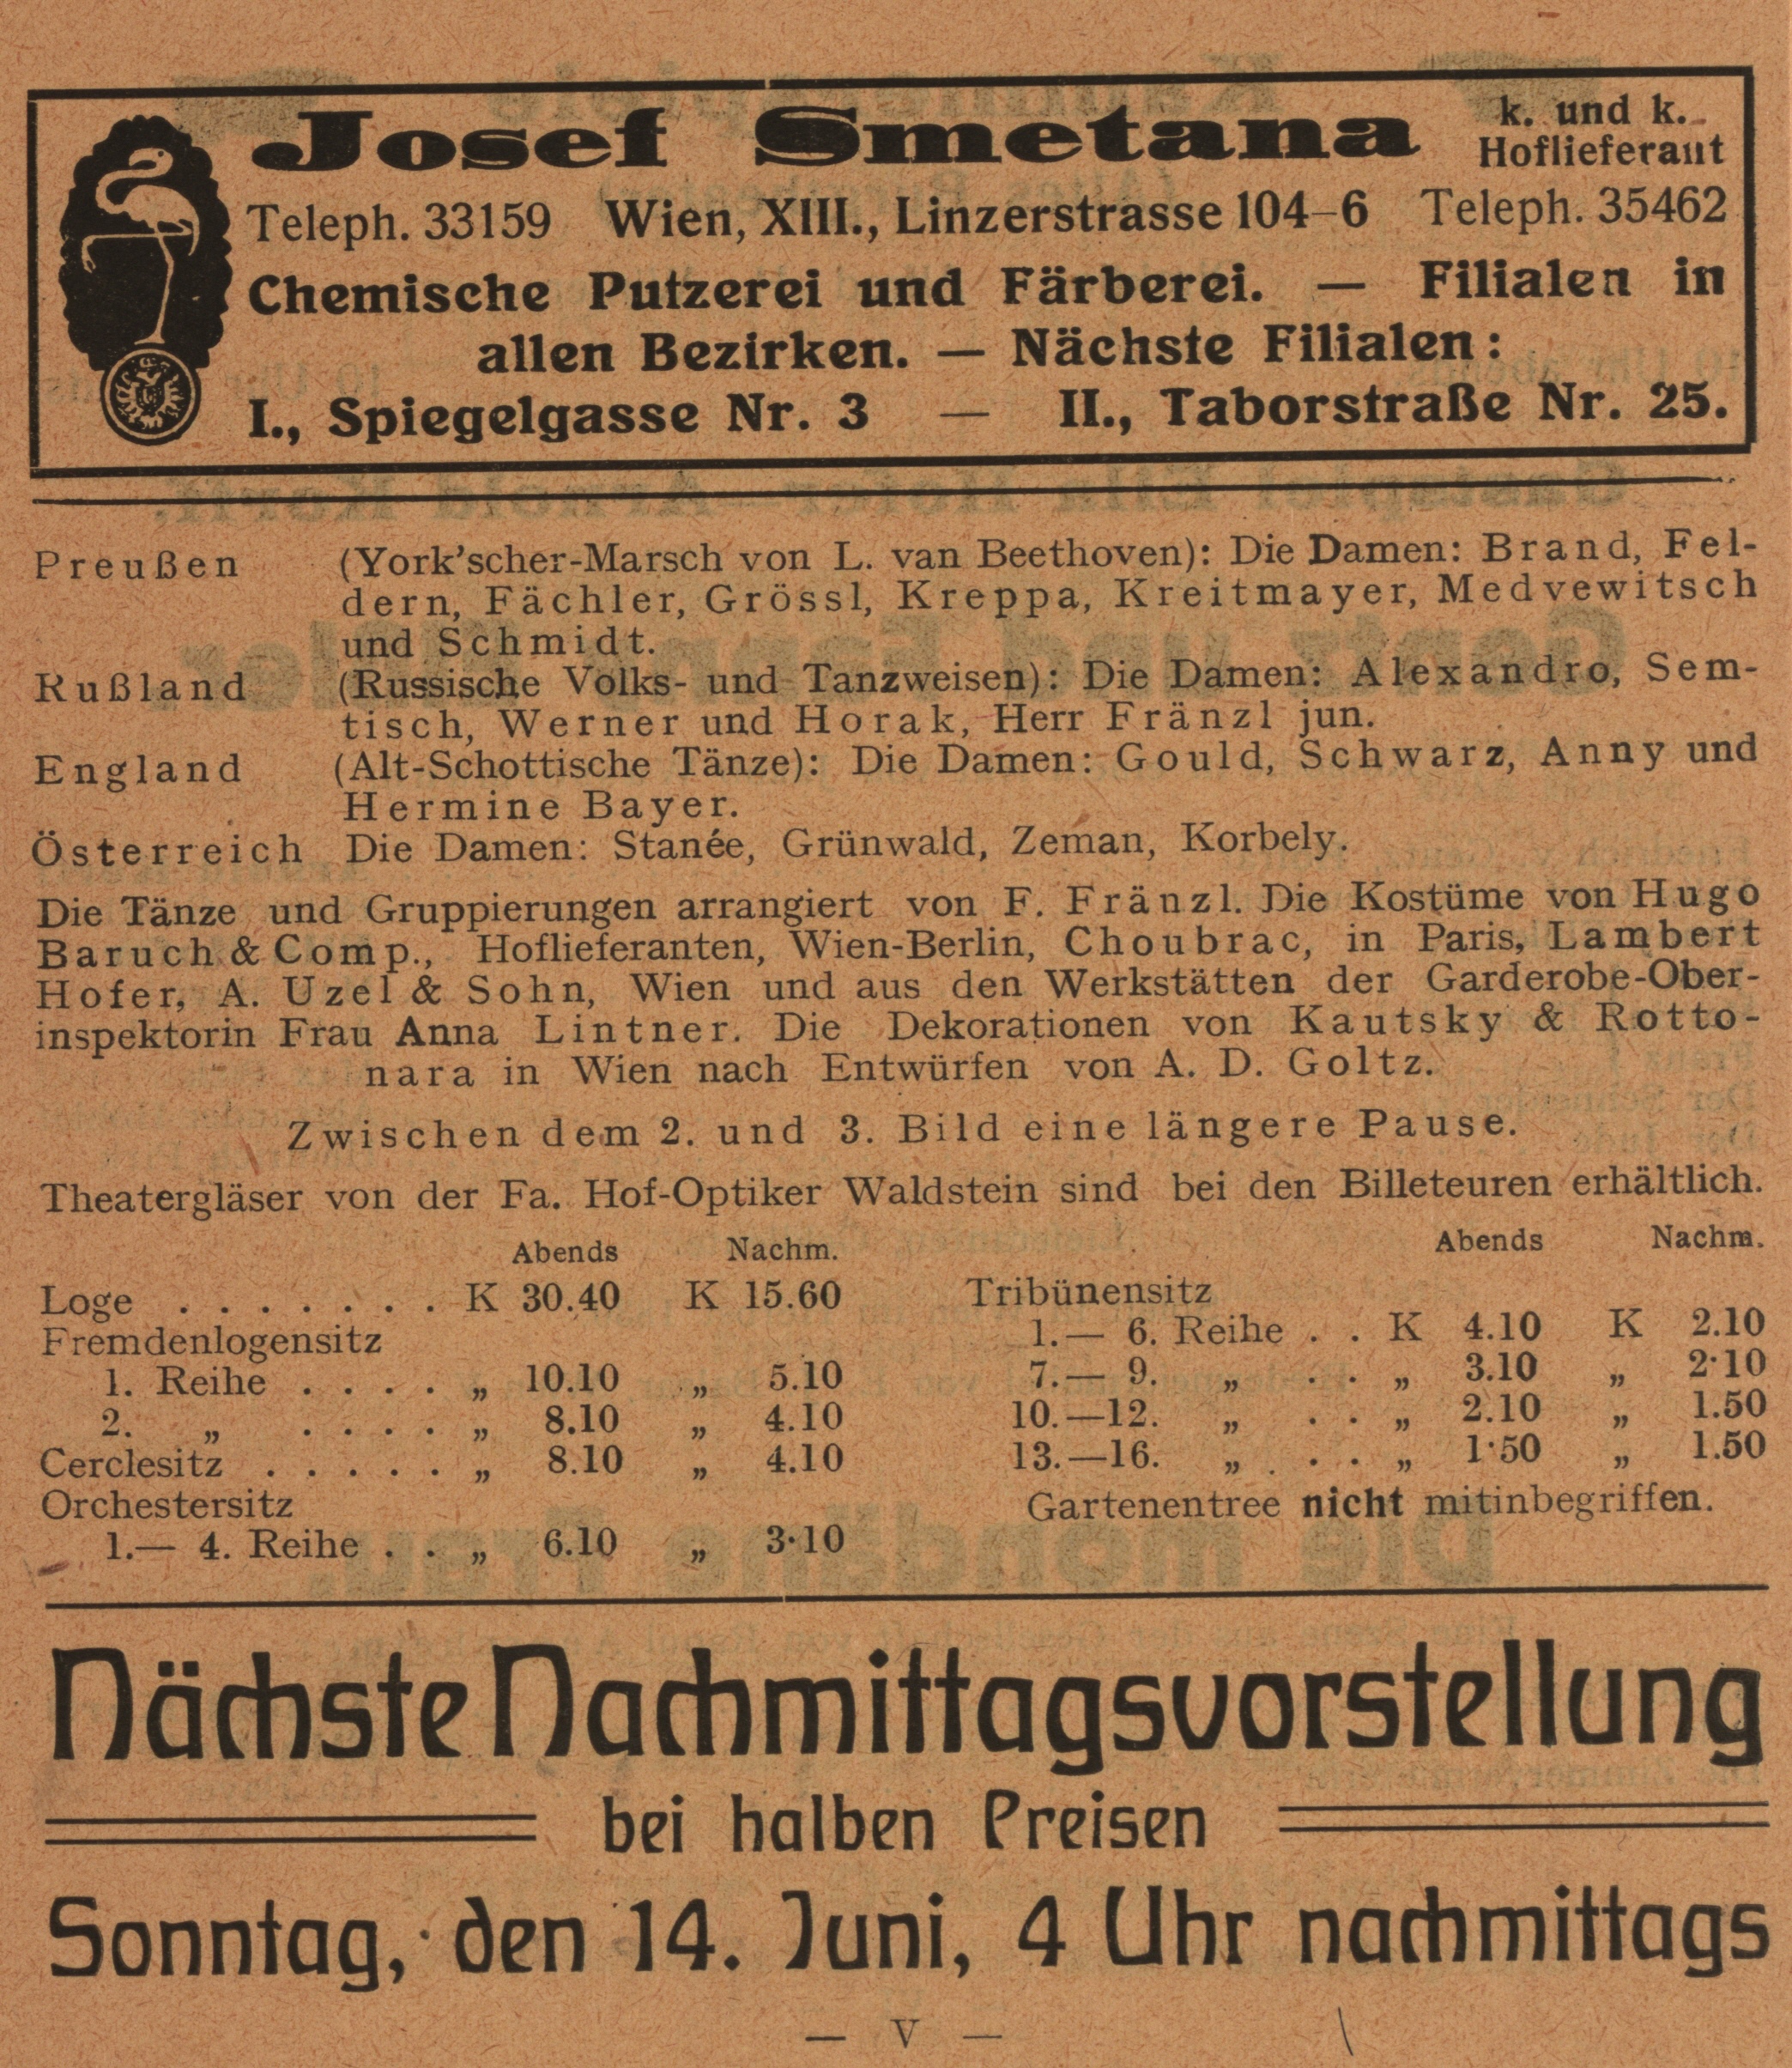 Josef Smetana
k. und k.
Hoflieferant
Teleph. 33159 Wien, XIII., Linzerstrasse 104–6 Teleph. 35462
Chemische Putzerei und Färberei. — Filialen in
allen Bezirken. — Nächste Filialen:
I., Spiegelgasse Nr. 3 — II., Taborstraße Nr. 25.
Preußen (York'scher-Marsch von L. van Beethoven): Die Damen: Brand, Fel-
dern, Fächler, Grössl, Kreppa, Kreitmayer, Medvewitsch
und Schmidt.
Rußland (Russische Volks- und Tanzweisen): Die Damen: Alexandro, Sem-
tisch, Werner und Horak, Herr Fränzl jun.
England (Alt-Schottische Tänze): Die Damen: Gould, Schwarz, Anny und
Hermine Bayer.
Österreich Die Damen: Stanée, Grünwald, Zeman, Korbely.
Die Tänze und Gruppierungen arrangiert von F. Fränzl. Die Kostüme von Hugo
Baruch & Comp., Hoflieferanten, Wien-Berlin, Choubrac, in Paris, Lambert
Hofer, A. Uzel & Sohn, Wien und aus den Werkstätten der Garderobe-Ober-
inspektorin Frau Anna Lintner. Die Dekorationen von Kautsky & Rotto-
nara in Wien nach Entwürfen von A. D. Goltz.
Zwischen dem 2. und 3. Bild eine längere Pause.
Theatergläser von der Fa. Hof-Optiker Waldstein sind bei den Billeteuren erhältlich.
Abends Nachm.
Loge . . . . . . . K 30.40 K 15.60
Fremdenlogensitz
1. Reihe . . . . „ 10.10 „ 5.10
2. „ . . . . „ 8.10 „ 4.10
Cerclesitz . . . . . „ 8.10 „ 4.10
Orchestersitz
1.— 4. Reihe . . „ 6.10 „ 3·10
Abends Nachm.
Tribünensitz
1.— 6. Reihe . . K 4.10 K 2.10
7.— 9. „ . . „ 3.10 „ 2·10
10.—12. „ . . „ 2.10 „ 1.50
13.—16. „ . . . „ 1·50 „ 1.50
Gartenentree nicht mitinbegriffen.
Nächste Nachmittagsvorstellung
bei halben Preisen
Sonntag, den 14. Juni, 4 Uhr nachmittags
— V —